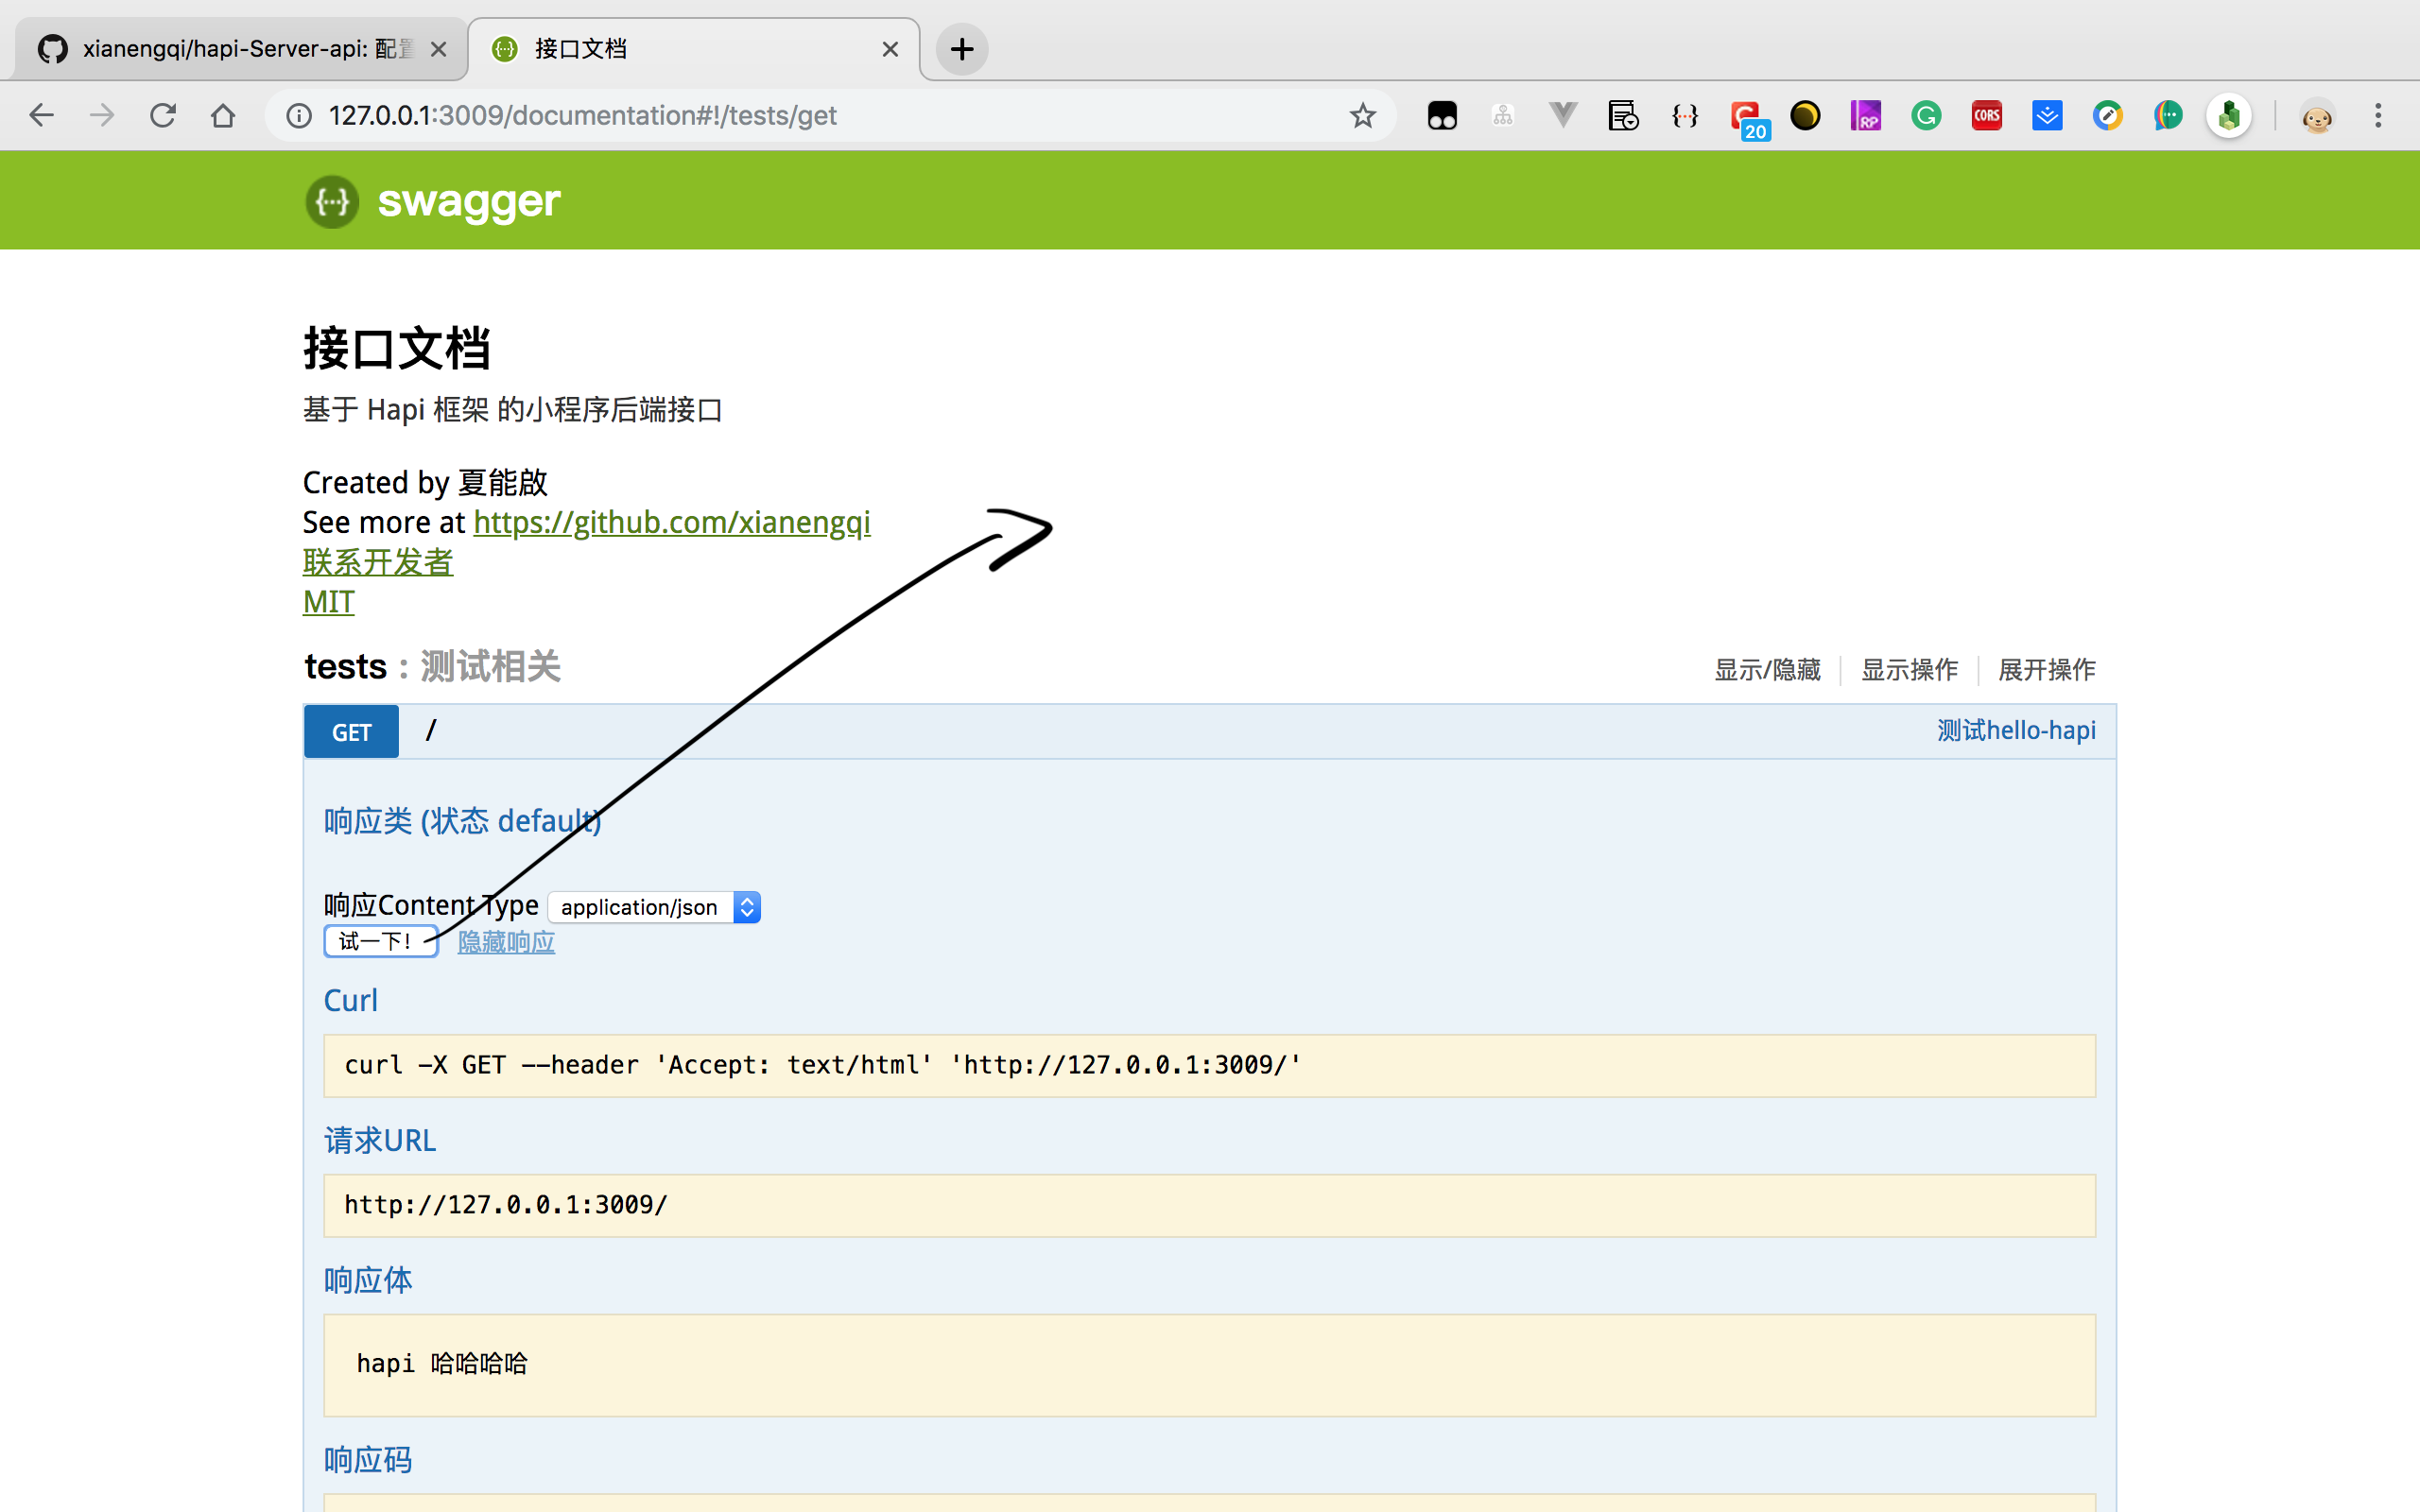 xianengqi/hapi-Server-api: 配置
接口文档
127.0.0.1:3009/documentation#!/tests/get
20
RP
CORS
{···} swagger
接口文档
基于 Hapi 框架 的小程序后端接口
Created by 夏能啟
See more at https://github.com/xianengqi
联系开发者
MIT
tests : 测试相关
显示/隐藏
显示操作
展开操作
GET
/
测试hello-hapi
响应类 (状态 default)
响应Content Type application/json
试一下! 隐藏响应
Curl
curl -X GET --header 'Accept: text/html' 'http://127.0.0.1:3009/'
请求URL
http://127.0.0.1:3009/
响应体
hapi 哈哈哈哈
响应码